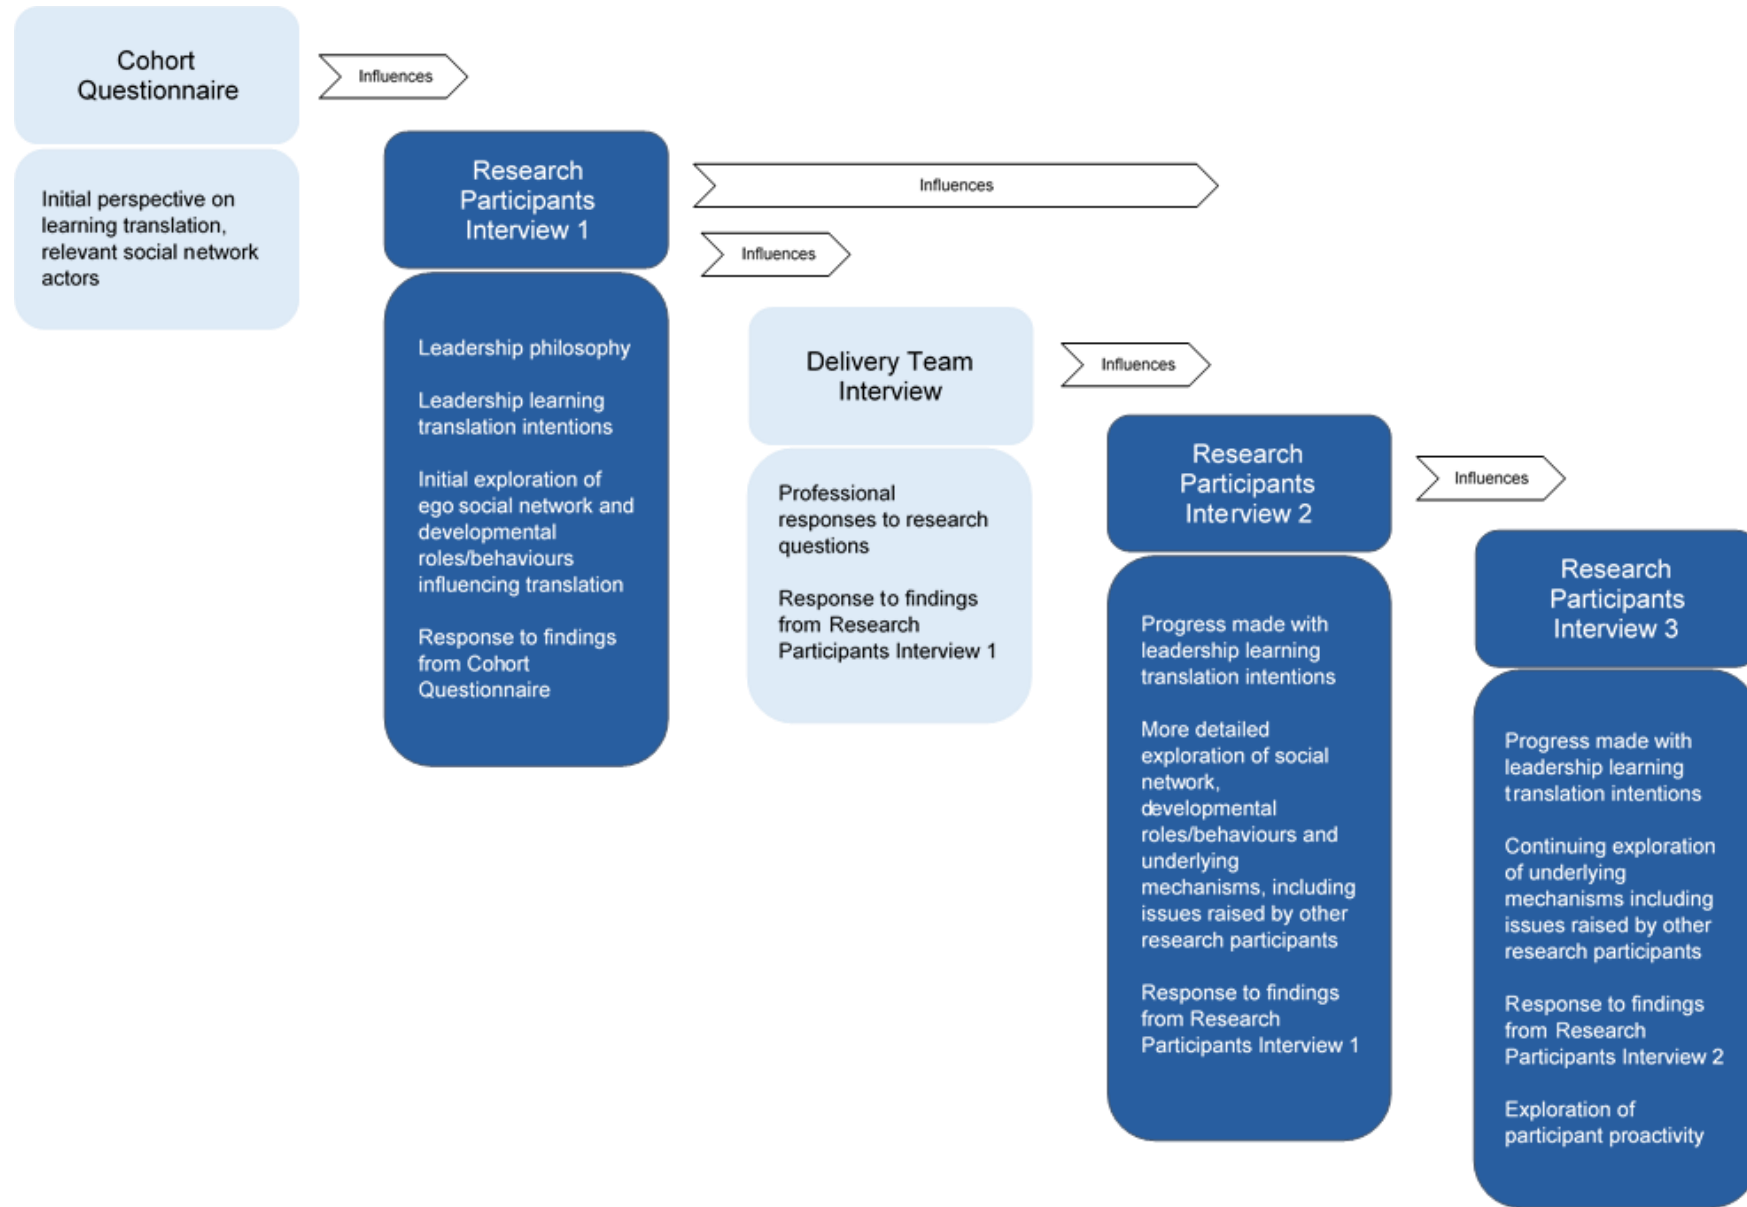 Cohort
Questionnaire
Influences
Initial perspective on
learning translation,
relevant social network
actors
Research
Participants
Interview 1
Influences
Influences
Leadership philosophy
Leadership learning
translation intentions
Initial exploration of
ego social network and
developmental
roles/behaviours
influencing translation
Response to findings
from Cohort
Questionnaire
Delivery Team
Interview
Influences
Professional
responses to research
questions
Response to findings
from Research
Participants Interview 1
Research
Participants
Interview 2
Influences
Progress made with
leadership learning
translation intentions
More detailed
exploration of social
network,
developmental
roles/behaviours and
underlying
mechanisms, including
issues raised by other
research participants
Response to findings
from Research
Participants Interview 1
Research
Participants
Interview 3
Progress made with
leadership learning
translation intentions
Continuing exploration
of underlying
mechanisms including
issues raised by other
research participants
Response to findings
from Research
Participants Interview 2
Exploration of
participant proactivity